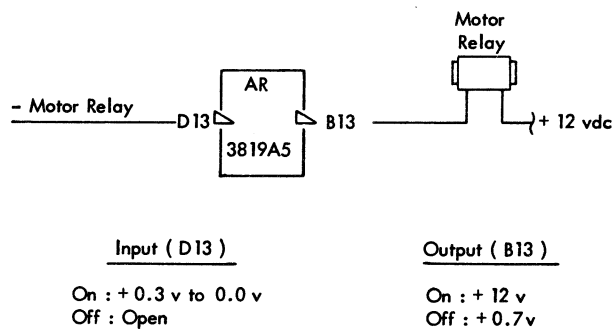 Motor
Relay
AR
- Motor Relay
D13
B13
+ 12 vdc
3819A5
Input ( D13 )
Output ( B13 )
On : + 0.3 v to 0.0 v
Off : Open
On : + 12 v
Off : + 0.7 v